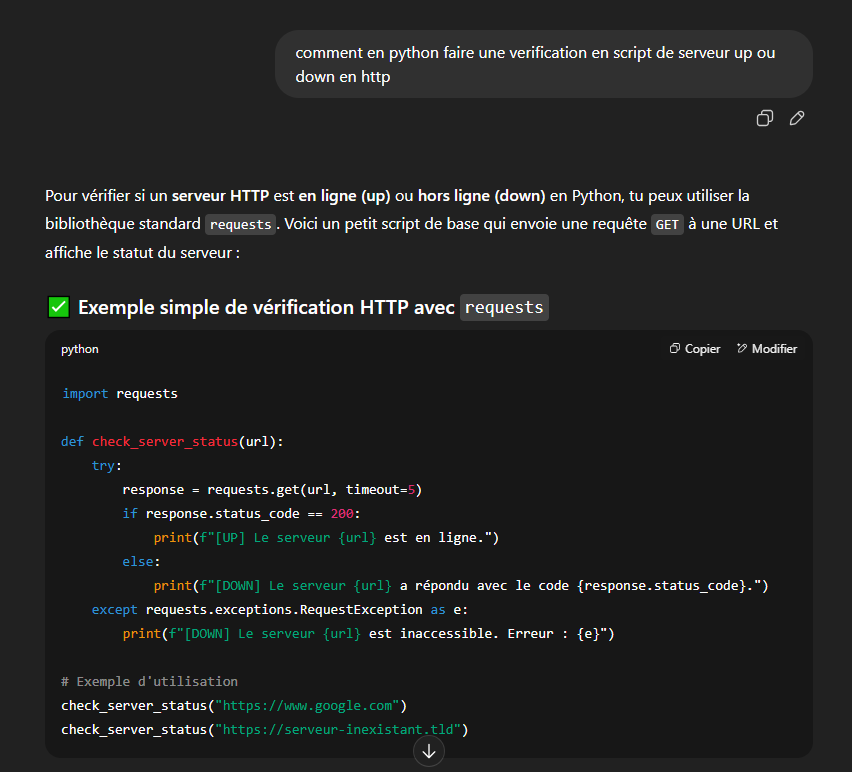 comment en python faire une verification en script de serveur up ou
down en http
Pour vérifier si un serveur HTTP est en ligne (up) ou hors ligne (down) en Python, tu peux utiliser la
bibliothèque standard requests. Voici un petit script de base qui envoie une requête GET à une URL et
affiche le statut du serveur :
✅ Exemple simple de vérification HTTP avec requests
python Copier Modifier
import requests
def check_server_status(url):
    try:
        response = requests.get(url, timeout=5)
        if response.status_code == 200:
            print(f"[UP] Le serveur {url} est en ligne.")
        else:
            print(f"[DOWN] Le serveur {url} a répondu avec le code {response.status_code}.")
    except requests.exceptions.RequestException as e:
        print(f"[DOWN] Le serveur {url} est inaccessible. Erreur : {e}")
# Exemple d'utilisation
check_server_status("https://www.google.com")
check_server_status("https://serveur-inexistant.tld")